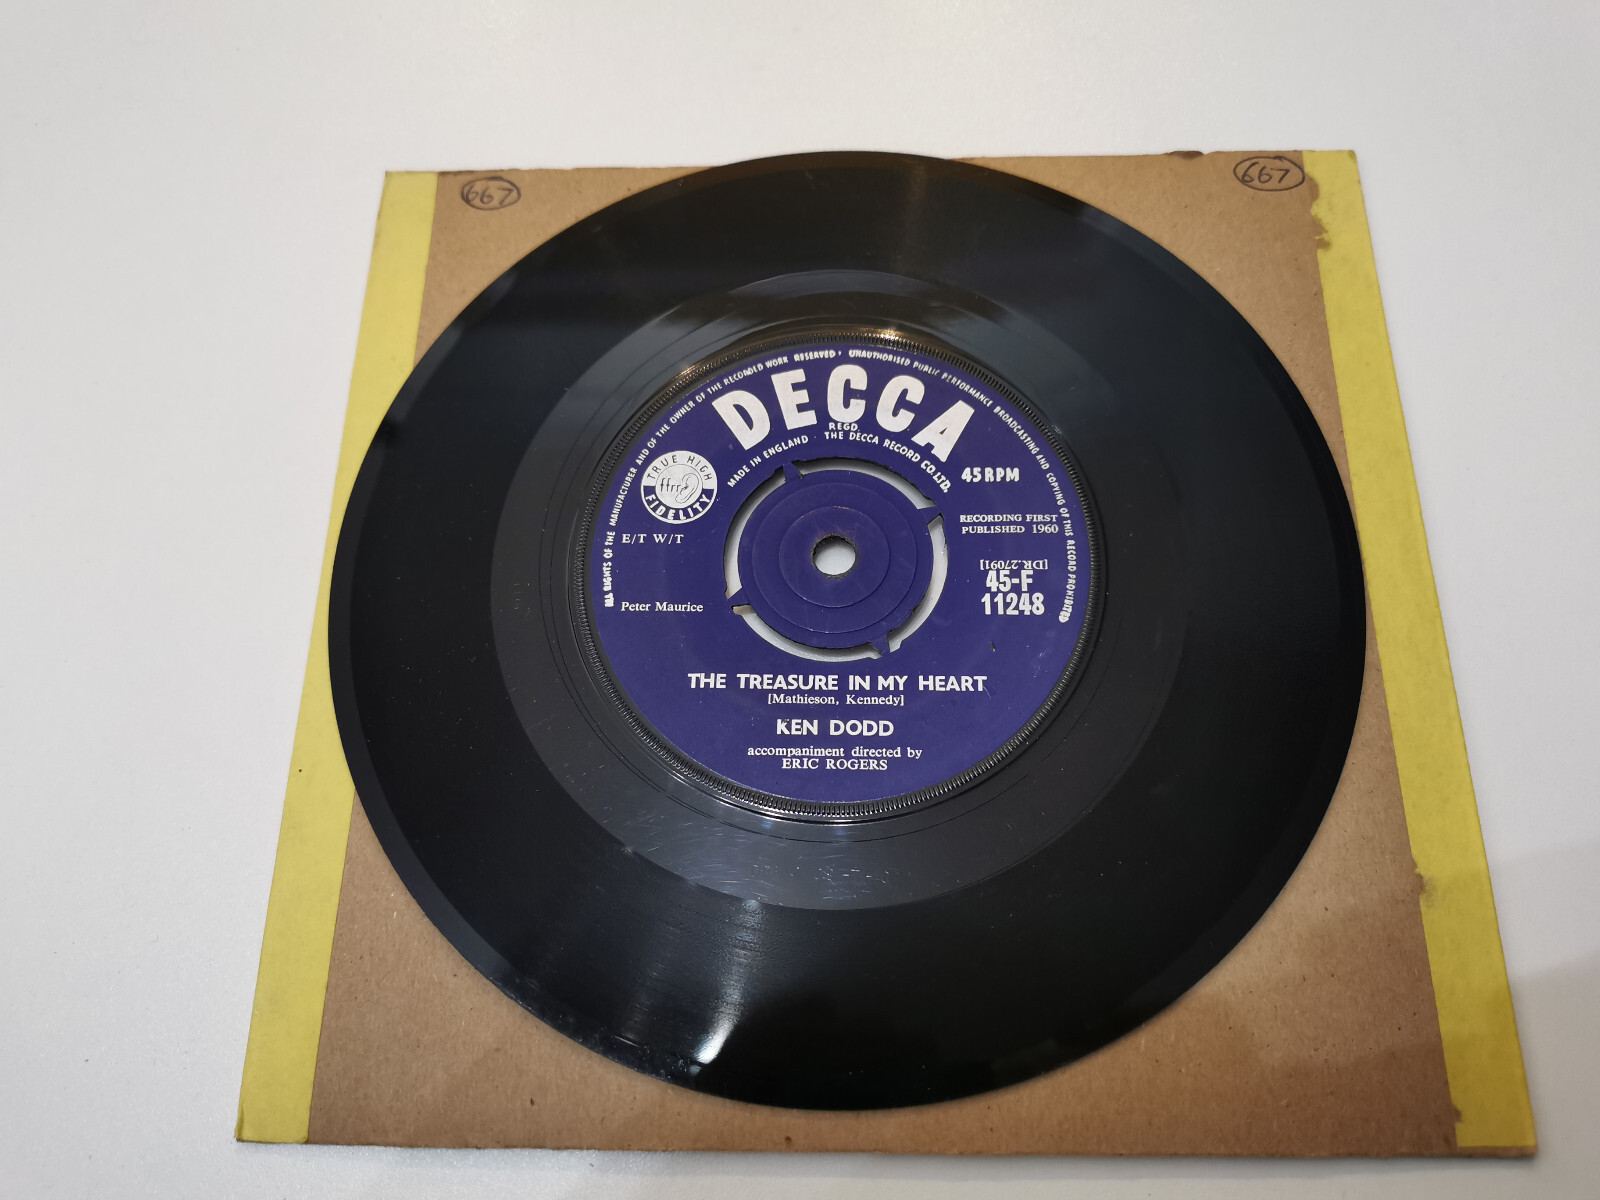 667
667
ALL RIGHTS OF THE MANUFACTURER AND OF THE OWNER OF THE RECORDED WORK RESERVED · UNAUTHORISED PUBLIC PERFORMANCE BROADCASTING AND COPYING OF THIS RECORD PROHIBITED
DECCA
REGD.
MADE IN ENGLAND · THE DECCA RECORD CO. LTD.
TRUE HIGH
ffrr
FIDELITY
45 RPM
E/T W/T
RECORDING FIRST
PUBLISHED 1960
[DR.27091]
45-F
11248
Peter Maurice
THE TREASURE IN MY HEART
[Mathieson, Kennedy]
KEN DODD
accompaniment directed by
ERIC ROGERS